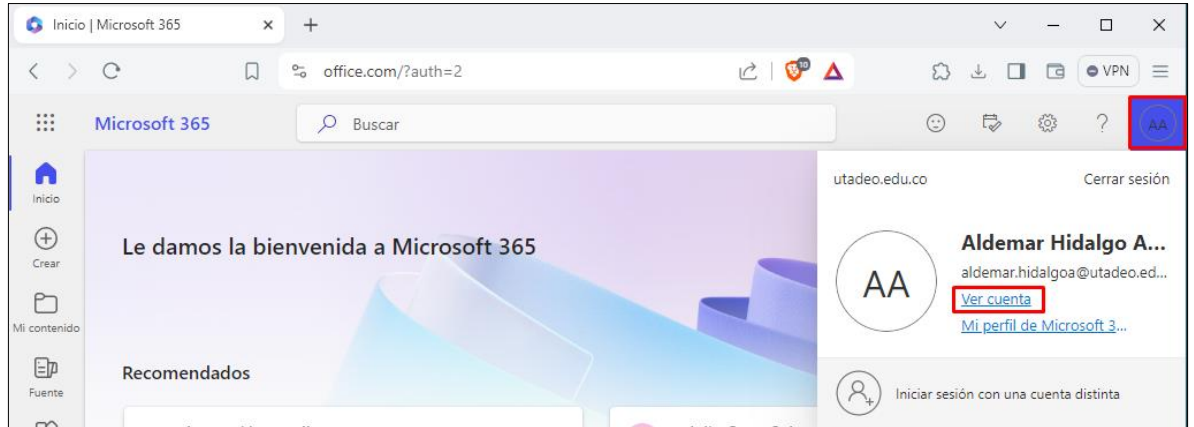 Inicio | Microsoft 365
office.com/?auth=2
10
VPN
Microsoft 365
Buscar
AA
Inicio
Crear
Mi contenido
Fuente
Le damos la bienvenida a Microsoft 365
Recomendados
utadeo.edu.co
Cerrar sesión
AA
Aldemar Hidalgo A...
aldemar.hidalgoa@utadeo.ed...
Ver cuenta
Mi perfil de Microsoft 3...
Iniciar sesión con una cuenta distinta